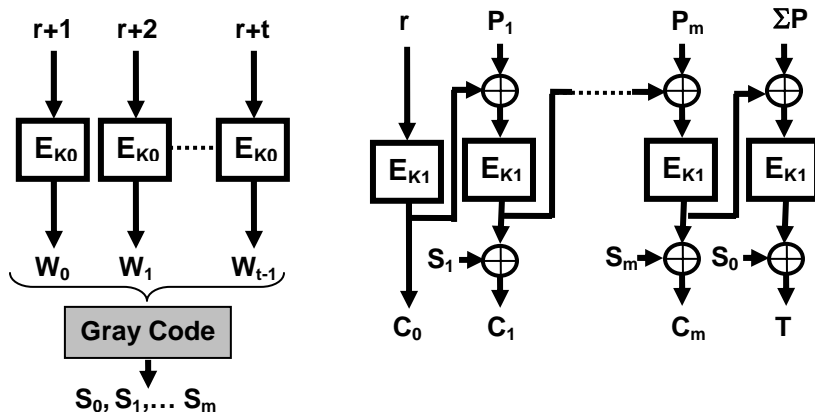 r+1 r+2 r+t
E_K0 E_K0 E_K0
W_0 W_1 W_t-1
Gray Code
S_0, S_1,... S_m
r P_1 P_m ΣP
E_K1 E_K1 E_K1 E_K1
S_1 S_m S_0
C_0 C_1 C_m T